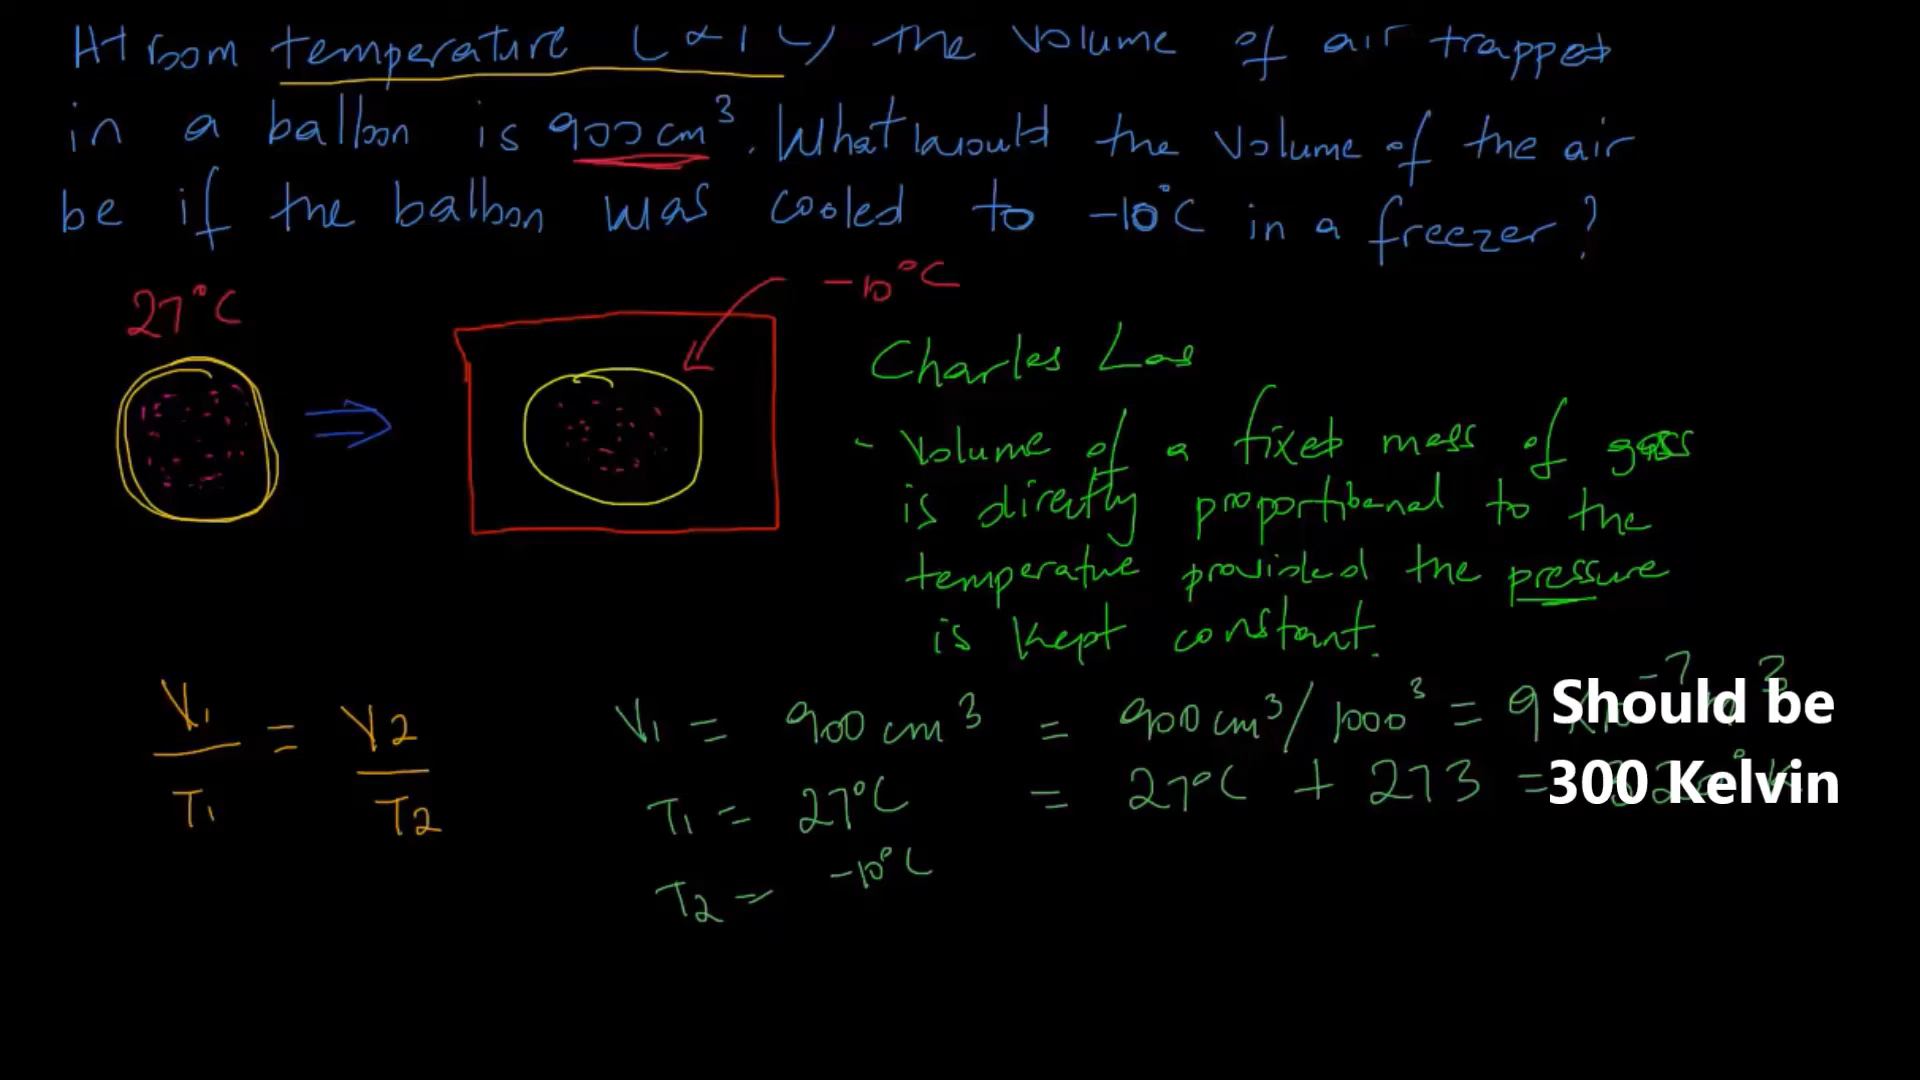 At room temperature ( the volume of air trapped
in a balloon is 900 cm³. What would the volume of the air
be if the balloon was cooled to -10°C in a freezer?
27°C
-10°C
Charles Law
- Volume of a fixed mass of gass
is directly proportional to the
temperature provided the pressure
is kept constant.
V1 / T1 = V2 / T2
V1 = 900 cm³ = 900 cm³ / 1000³ = 9
T1 = 27°C = 27°C + 273 =
T2 = -10°C
Should be
300 Kelvin